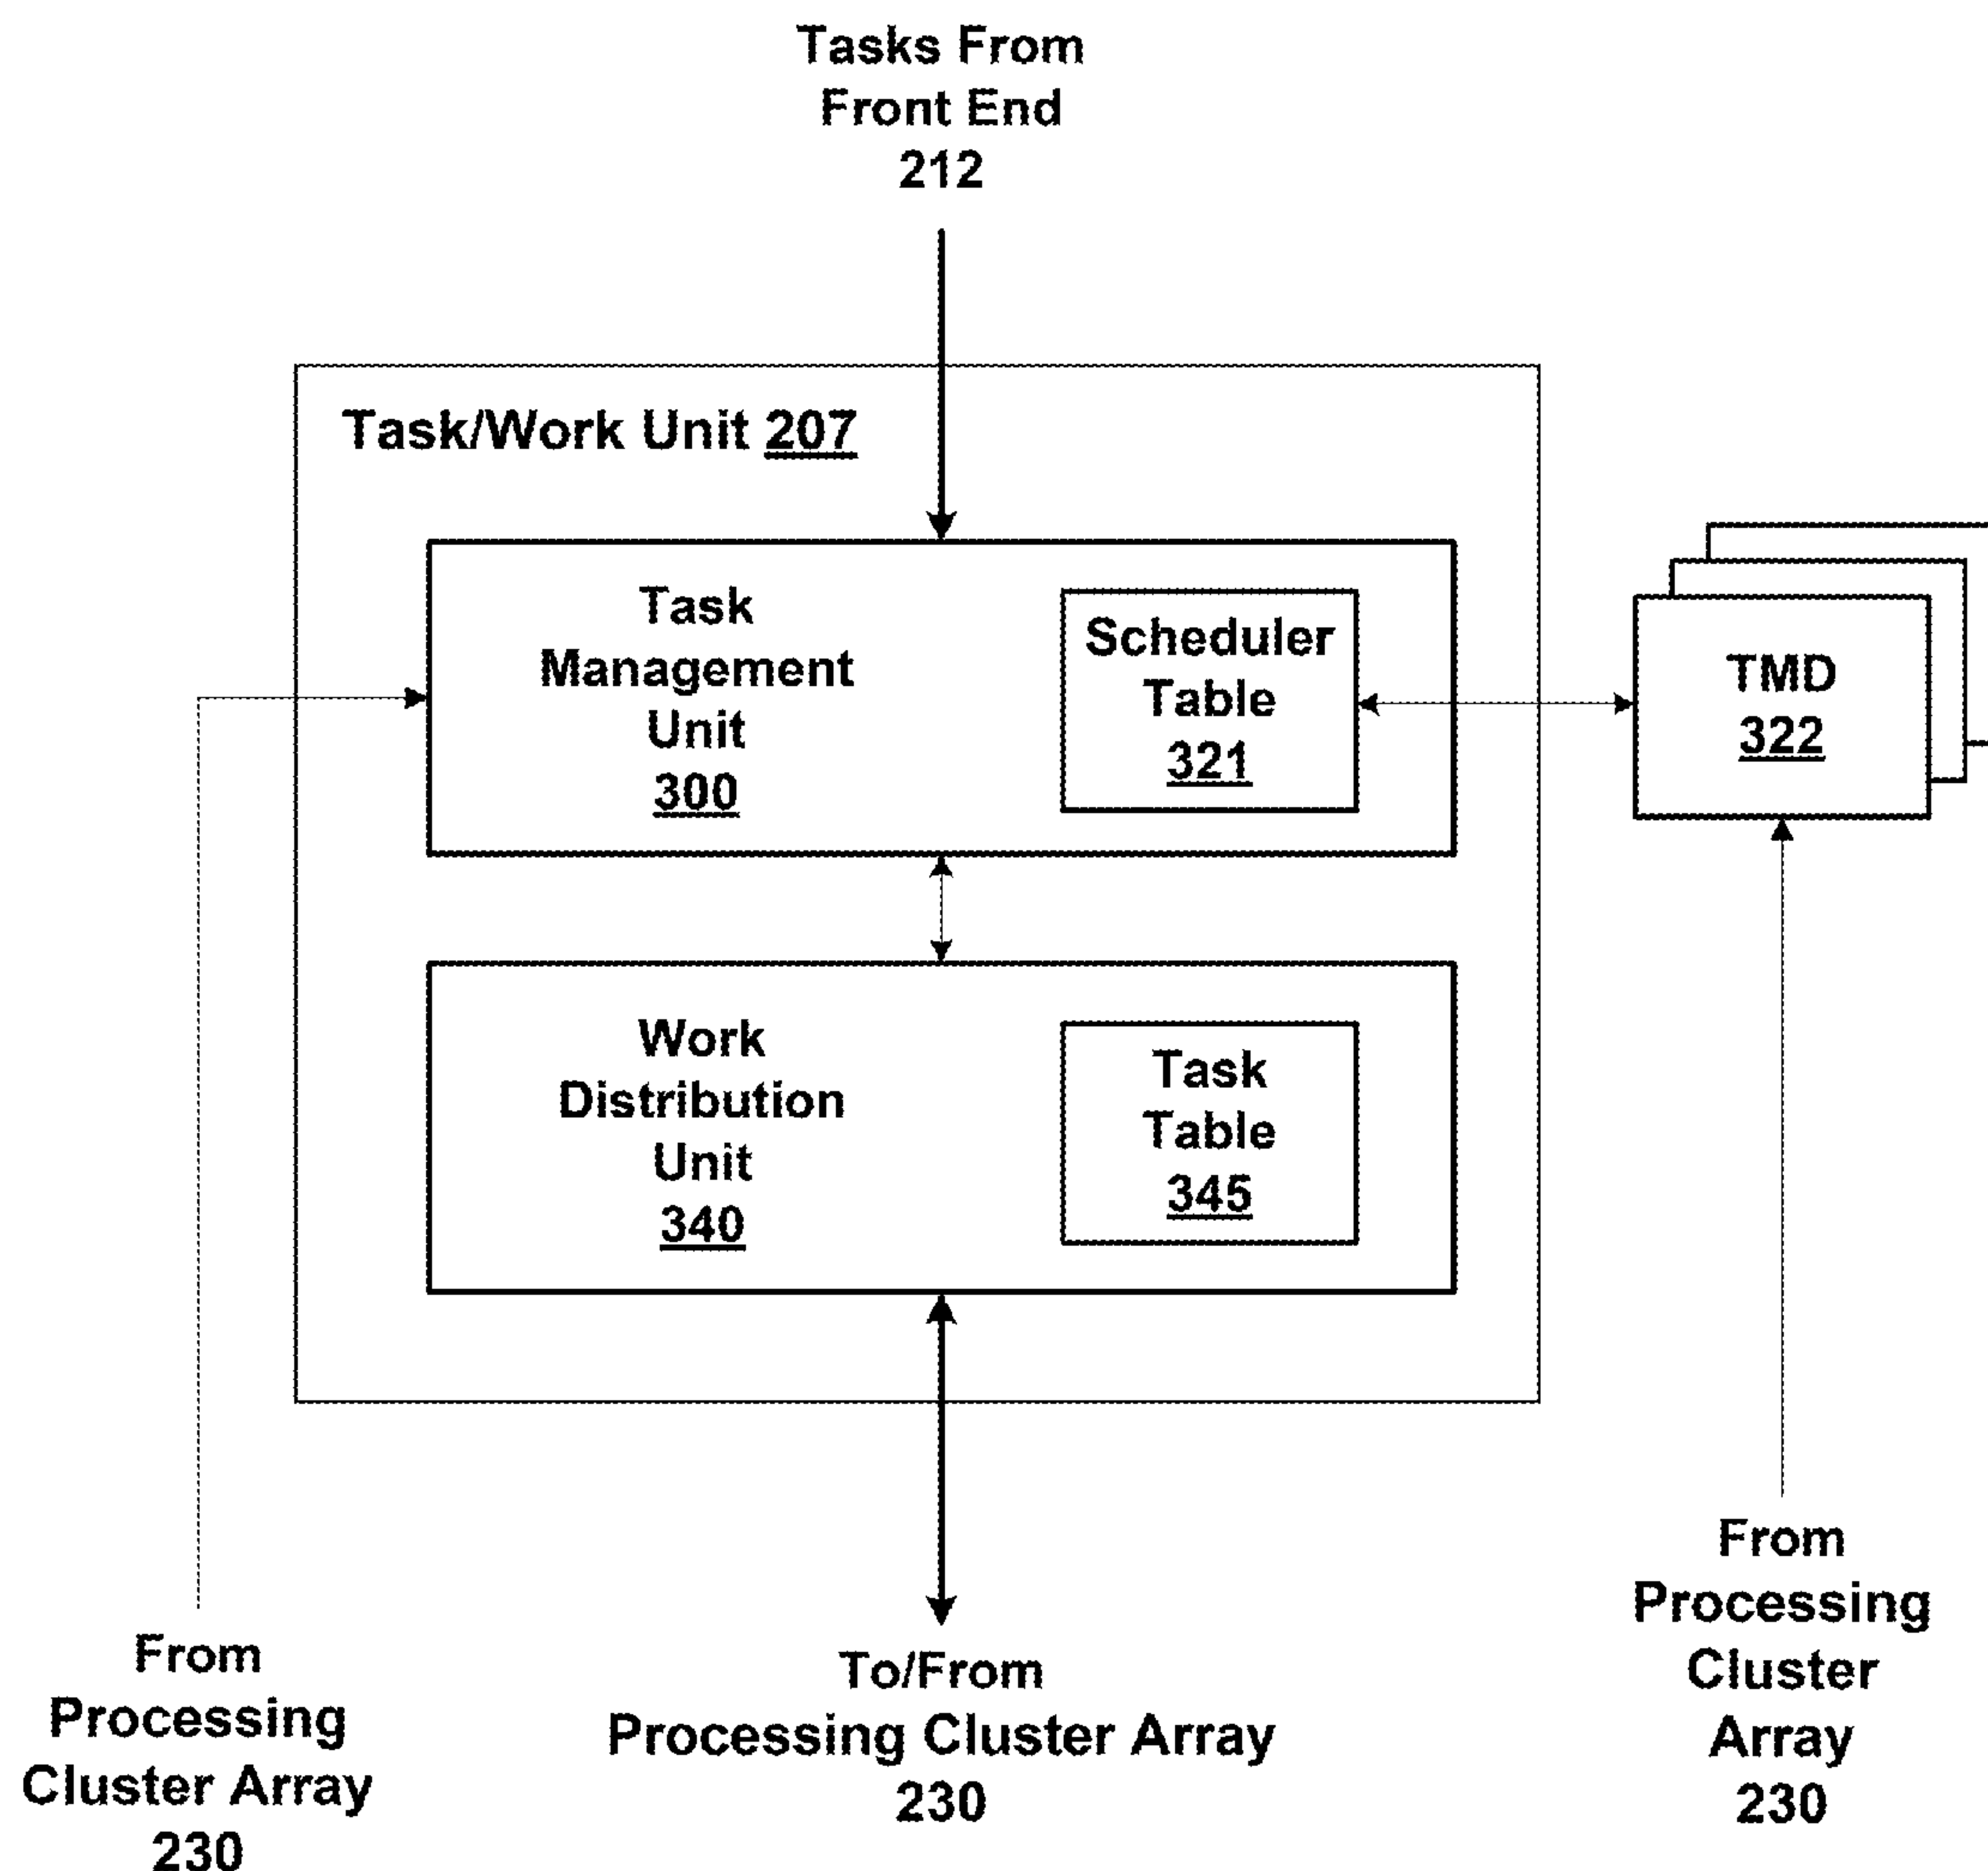 Tasks From
Front End
212
Task/Work Unit 207
Task
Management
Unit
300
Scheduler
Table
321
TMD
322
Work
Distribution
Unit
340
Task
Table
345
From
Processing
Cluster Array
230
To/From
Processing Cluster Array
230
From
Processing
Cluster
Array
230